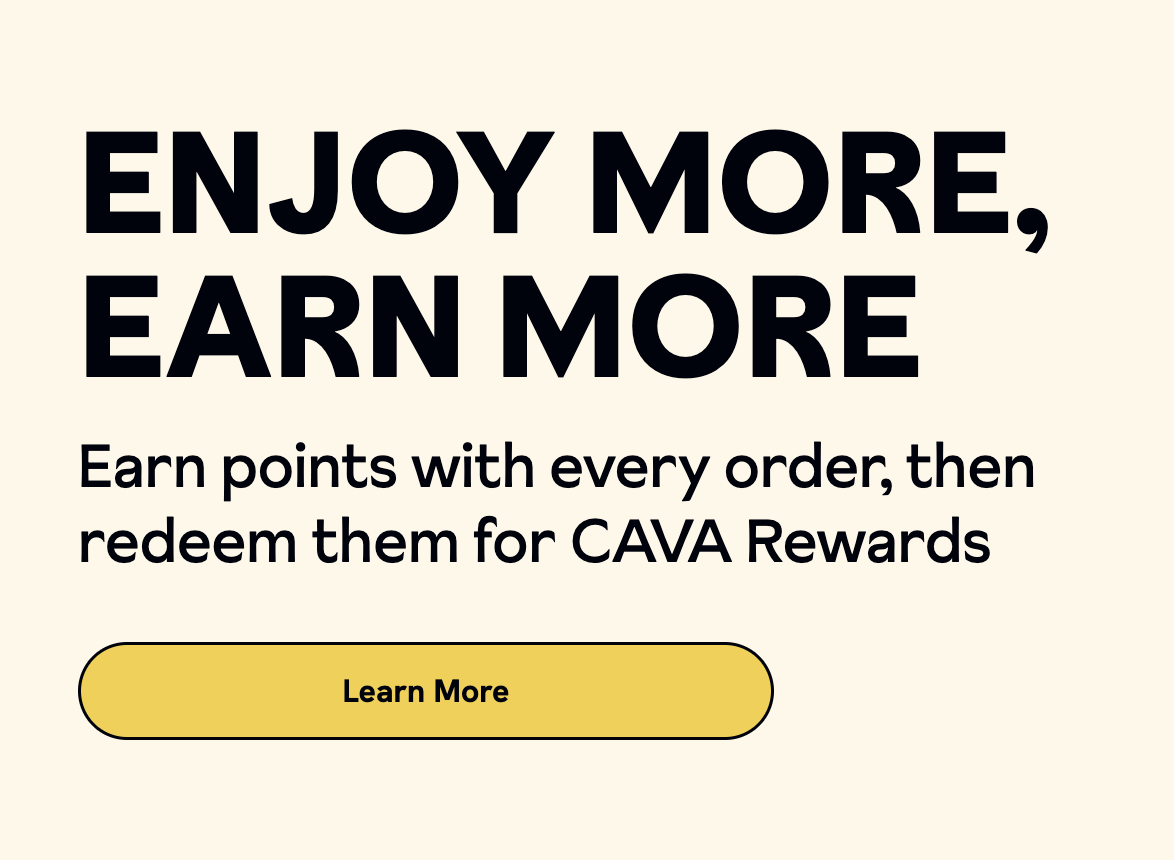 ENJOY MORE,
EARN MORE
Earn points with every order, then
redeem them for CAVA Rewards
Learn More